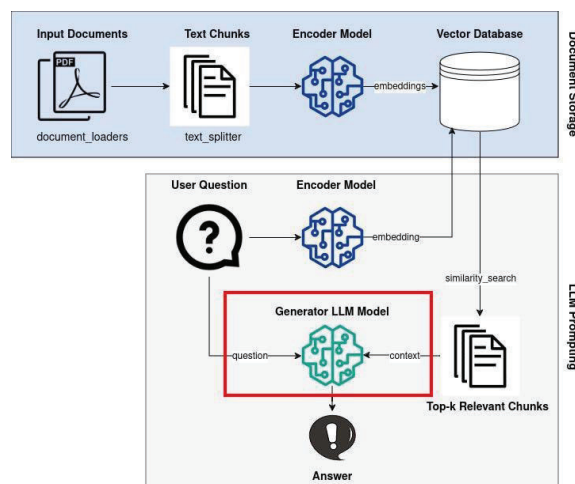 Input Documents
Text Chunks
Encoder Model
Vector Database
PDF
embeddings
document_loaders
text_splitter
Document Storage
User Question
Encoder Model
?
embedding
similarity_search
Generator LLM Model
question
context
Top-k Relevant Chunks
!
Answer
LLM Prompting